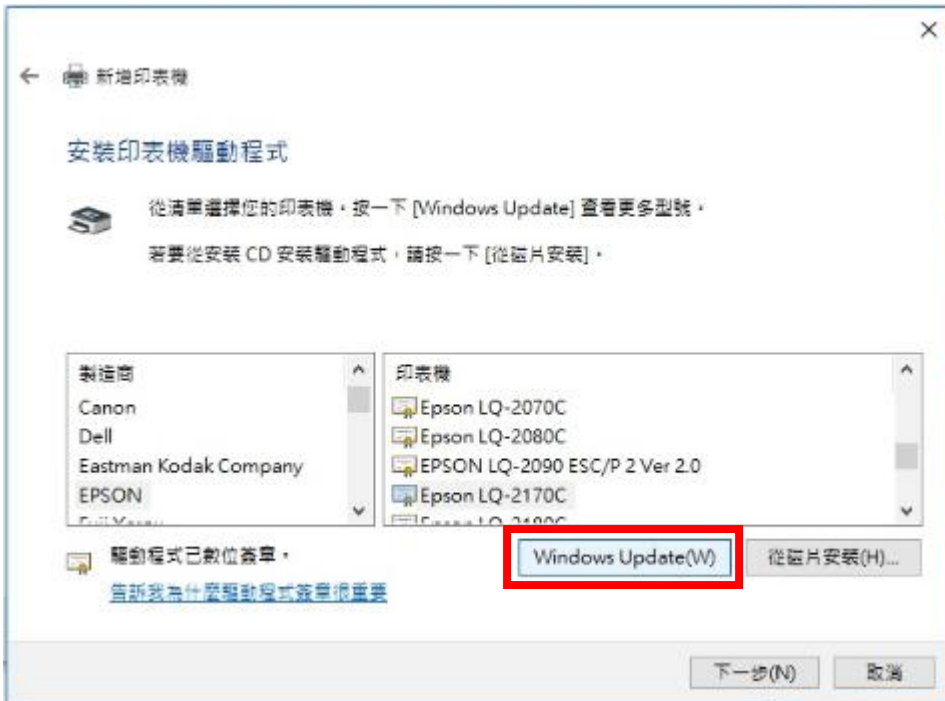 新增印表機
安裝印表機驅動程式
從清單選擇您的印表機。按一下 [Windows Update] 查看更多型號。
若要從安裝 CD 安裝驅動程式，請按一下 [從磁片安裝]。
製造商
Canon
Dell
Eastman Kodak Company
EPSON
印表機
Epson LQ-2070C
Epson LQ-2080C
EPSON LQ-2090 ESC/P 2 Ver 2.0
Epson LQ-2170C
驅動程式已數位簽章。
告訴我為什麼驅動程式簽章很重要
Windows Update(W)
從磁片安裝(H)...
下一步(N)
取消